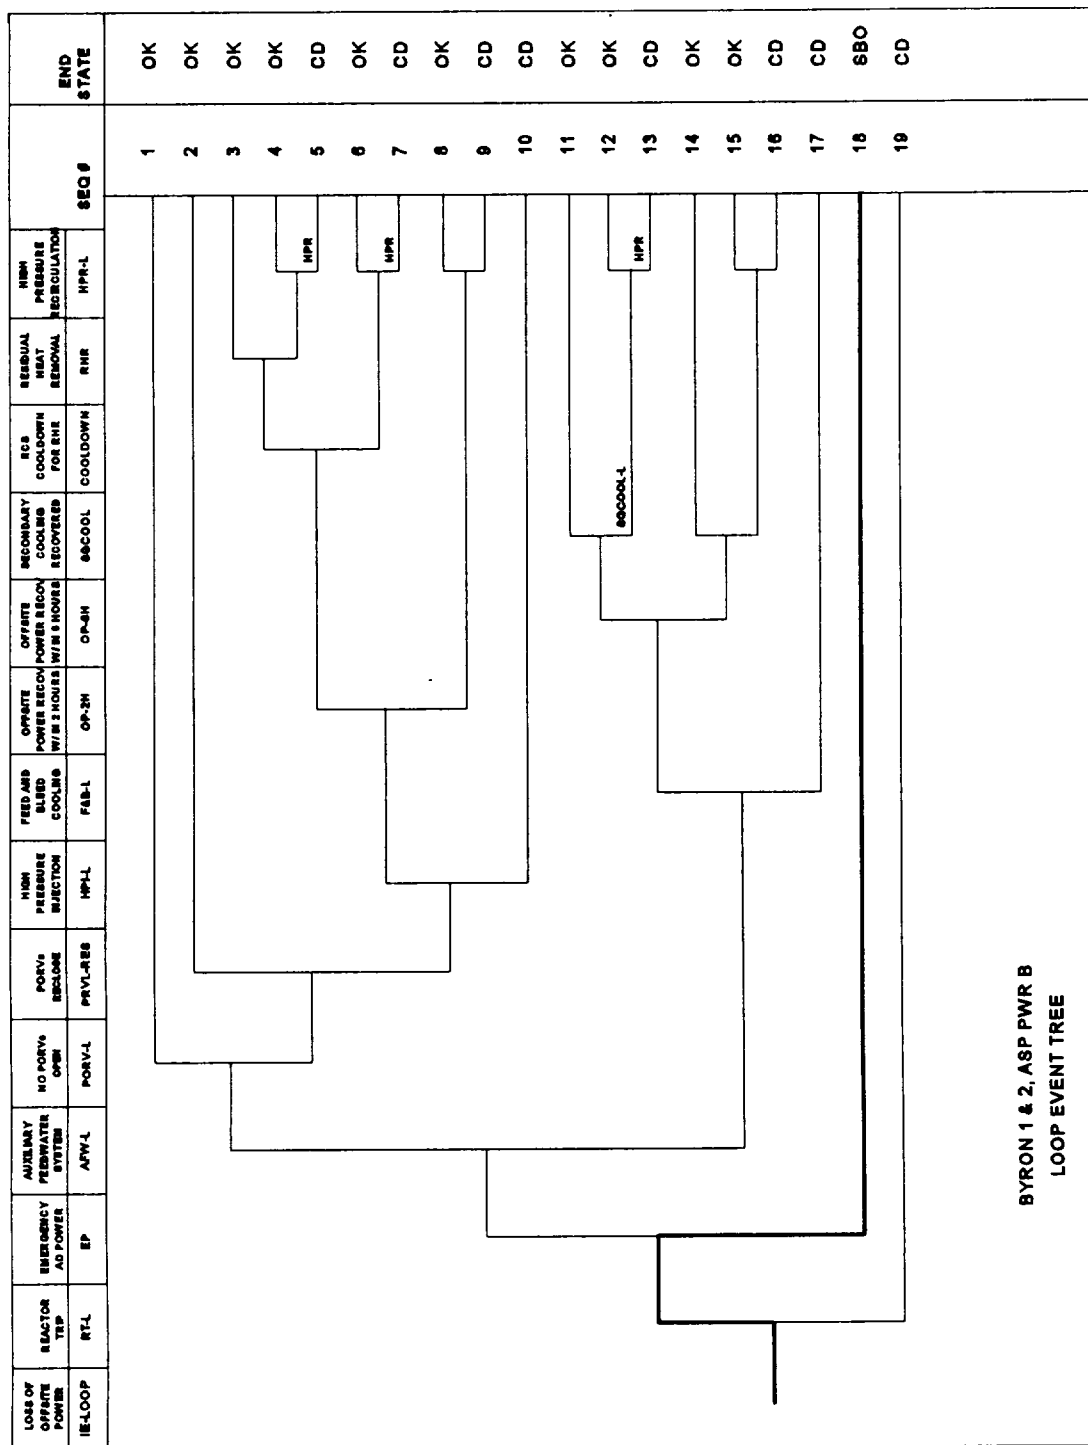 LOSS OF
OFFSITE
POWER
IE-LOOP
REACTOR
TRIP
RT-L
EMERGENCY
AD POWER
EP
AUXILIARY
FEEDWATER
SYSTEM
AFW-L
NO PORVs
OPEN
PORV-L
PORVs
RECLOSE
PRVL-RES
HIGH
PRESSURE
INJECTION
HPI-L
FEED AND
BLEED
COOLING
F&B-L
OFFSITE
POWER RECOV
W/IN 2 HOURS
OP-2H
OFFSITE
POWER RECOV
W/IN 6 HOURS
OP-6H
SECONDARY
COOLING
RECOVERED
SGCOOL
RCS
COOLDOWN
FOR RHR
COOLDOWN
RESIDUAL
HEAT
REMOVAL
RHR
HIGH
PRESSURE
RECIRCULATION
HPR-L
SEQ #
END
STATE
1 OK
2 OK
3 OK
4 OK
HPR
5 CD
6 OK
HPR
7 CD
8 OK
9 CD
10 CD
11 OK
12 OK
SGCOOL-L
HPR
13 CD
14 OK
15 OK
16 CD
17 CD
18 SBO
19 CD
BYRON 1 & 2, ASP PWR B
LOOP EVENT TREE